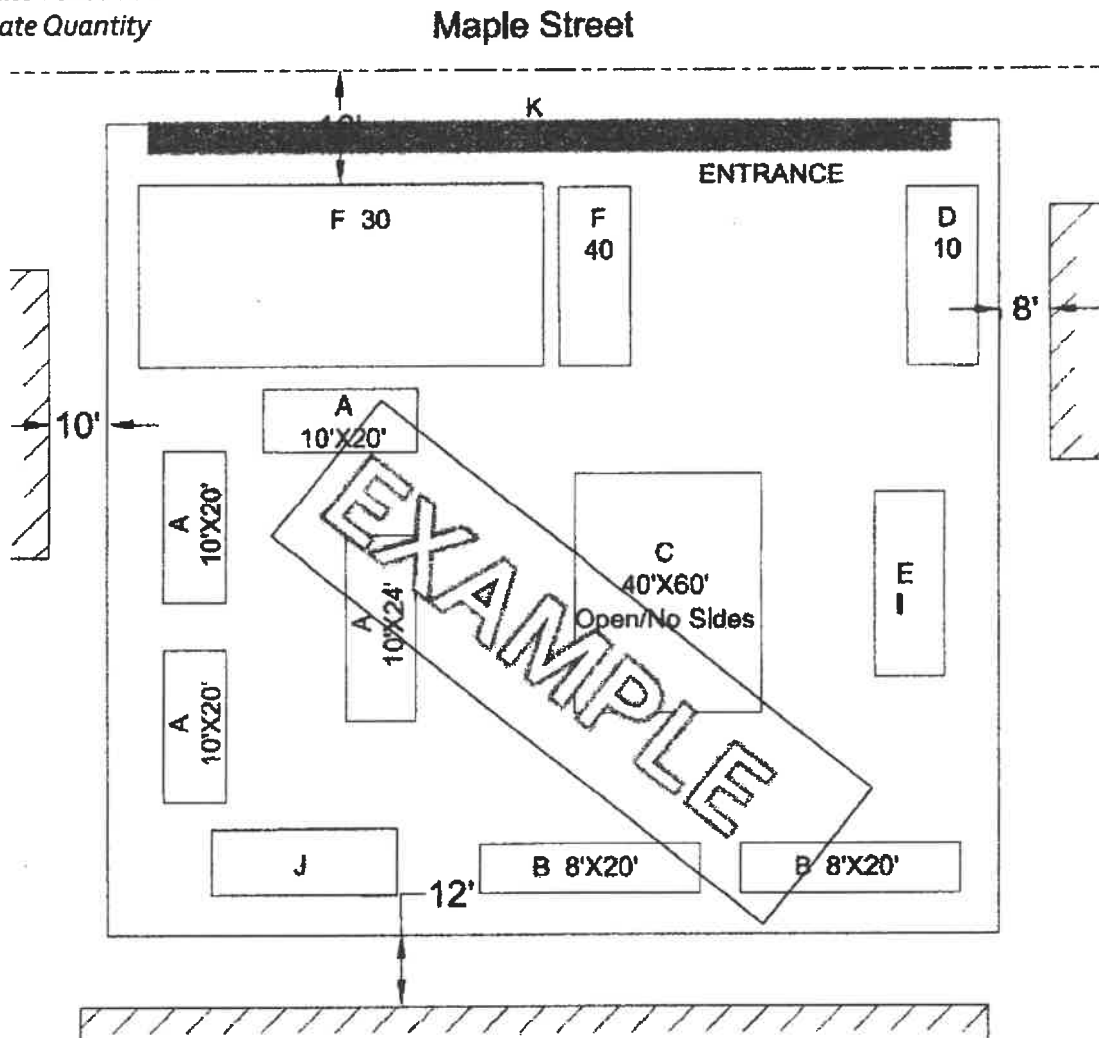 ate Quantity
Maple Street
K
ENTRANCE
F 30
F
40
D
10
8'
10'
A
10'X20'
A
10'X20'
A
10'X24'
C
40'X60'
Open/No Sides
E
A
10'X20'
EXAMPLE
J
B 8'X20'
B 8'X20'
12'